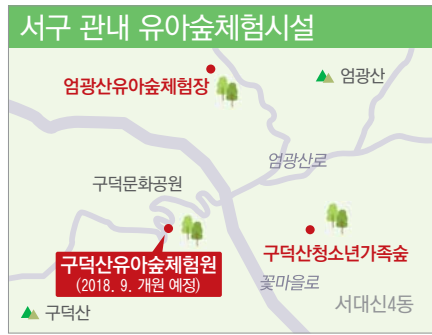 서구 관내 유아숲체험시설
엄광산유아숲체험장
엄광산
엄광산로
구덕문화공원
구덕산유아숲체험원
(2018. 9. 개원 예정)
구덕산청소년가족숲
꽃마을로
서대신4동
구덕산